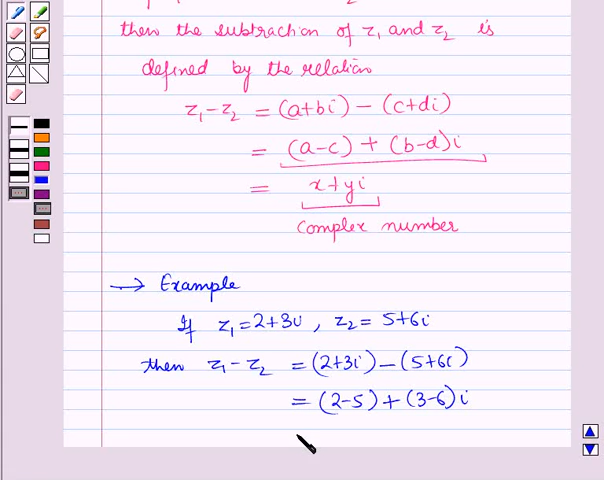 then the subtraction of z₁ and z₂ is
defined by the relation
z₁-z₂ = (a+bi) - (c+di)
= (a-c) + (b-d)i
= x+yi
complex number
→ Example
If z₁=2+3i, z₂= 5+6i
then z₁-z₂ = (2+3i) - (5+6i)
= (2-5) + (3-6)i